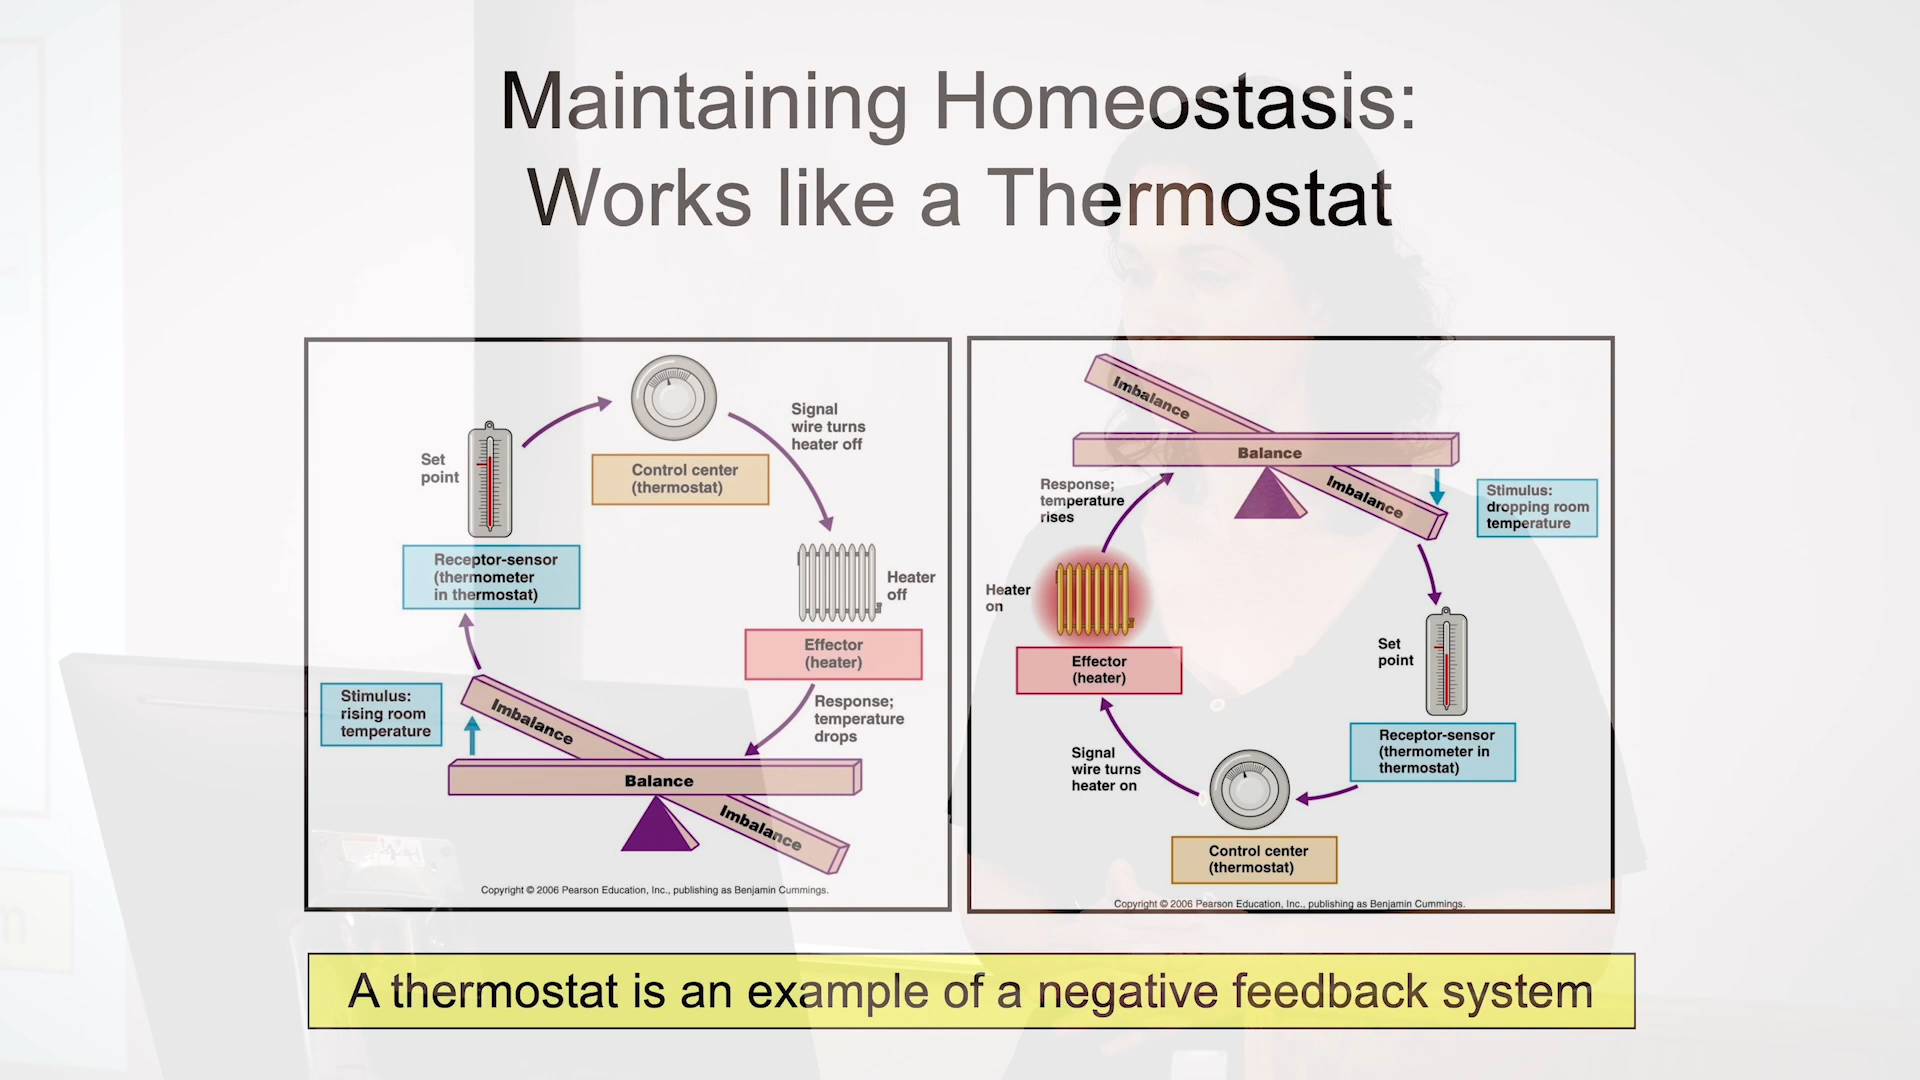 Maintaining Homeostasis:
Works like a Thermostat
Set
point
Receptor-sensor
(thermometer
in thermostat)
Control center
(thermostat)
Signal
wire turns
heater off
Heater
off
Effector
(heater)
Response;
temperature
drops
Stimulus:
rising room
temperature
Imbalance
Balance
Imbalance
Copyright © 2006 Pearson Education, Inc., publishing as Benjamin Cummings.
Imbalance
Balance
Imbalance
Stimulus:
dropping room
temperature
Response;
temperature
rises
Heater
on
Effector
(heater)
Set
point
Receptor-sensor
(thermometer in
thermostat)
Signal
wire turns
heater on
Control center
(thermostat)
Copyright © 2006 Pearson Education, Inc., publishing as Benjamin Cummings.
A thermostat is an example of a negative feedback system